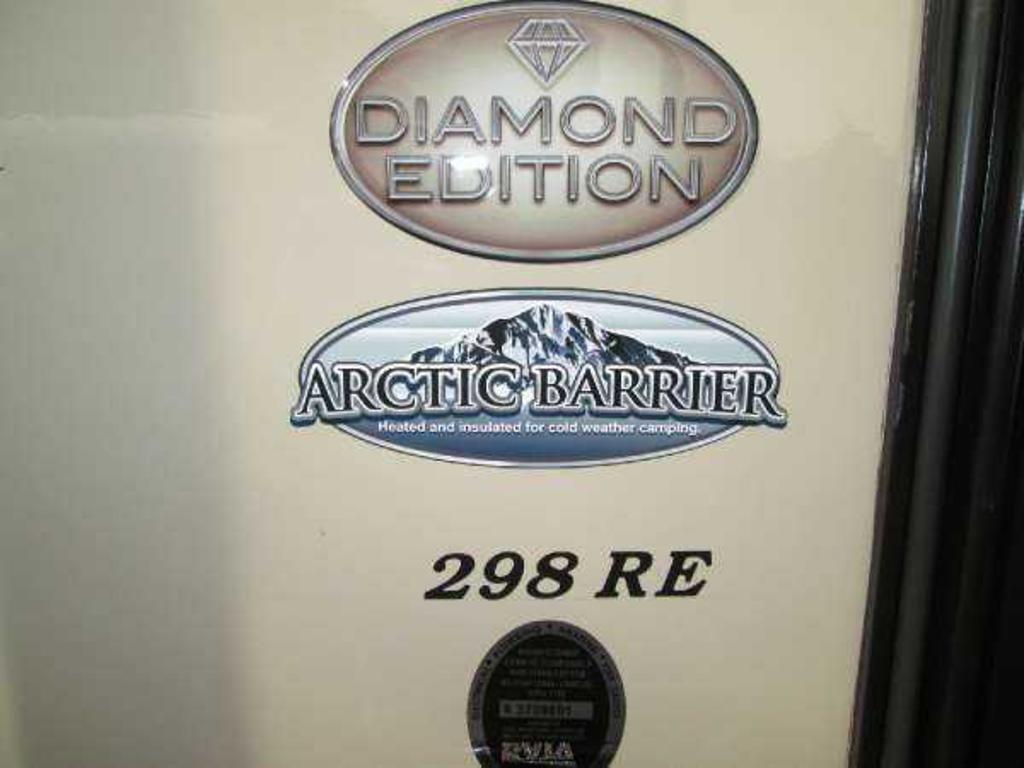 DIAMOND
EDITION
ARCTIC BARRIER
Heated and insulated for cold weather camping.
298 RE
RVIA